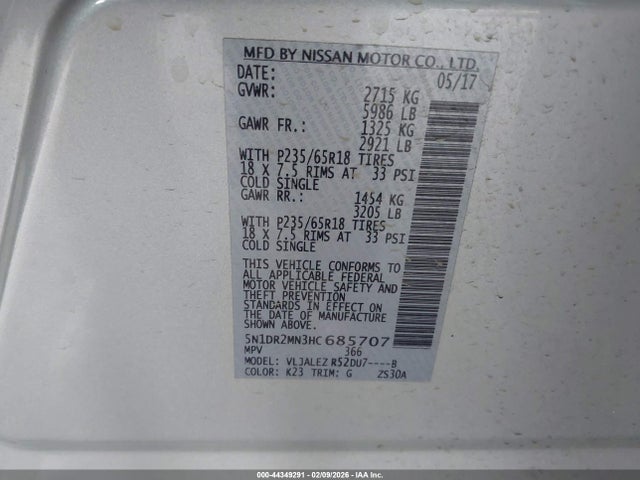 MFD BY NISSAN MOTOR CO., LTD.
DATE: 05/17
GVWR: 2715 KG
5986 LB
GAWR FR.: 1325 KG
2921 LB
WITH P235/65R18 TIRES
18 X 7.5 RIMS AT 33 PSI
COLD SINGLE
GAWR RR.: 1454 KG
3205 LB
WITH P235/65R18 TIRES
18 X 7.5 RIMS AT 33 PSI
COLD SINGLE
THIS VEHICLE CONFORMS TO
ALL APPLICABLE FEDERAL
MOTOR VEHICLE SAFETY AND
THEFT PREVENTION
STANDARDS IN EFFECT ON
THE DATE OF MANUFACTURE
SHOWN ABOVE.
5N1DR2MN3HC685707
MPV 366
VLJALEZ R52DU7----B
COLOR: K23 TRIM: G ZS30A
000-44349291 - 02/09/2026 - IAA Inc.